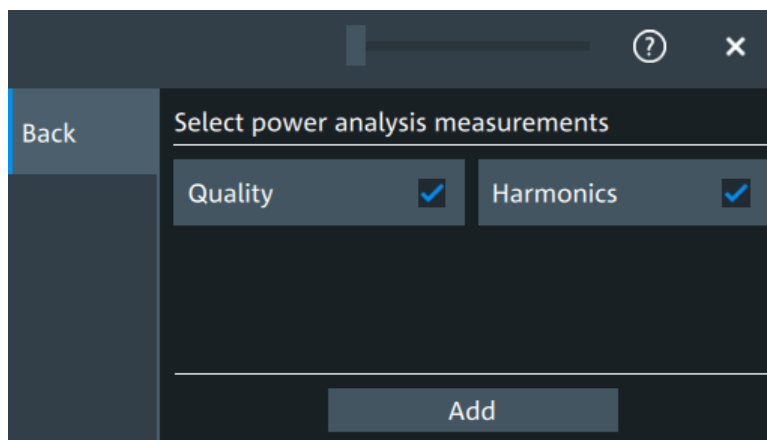 ?
Back
Select power analysis measurements
Quality
Harmonics
Add